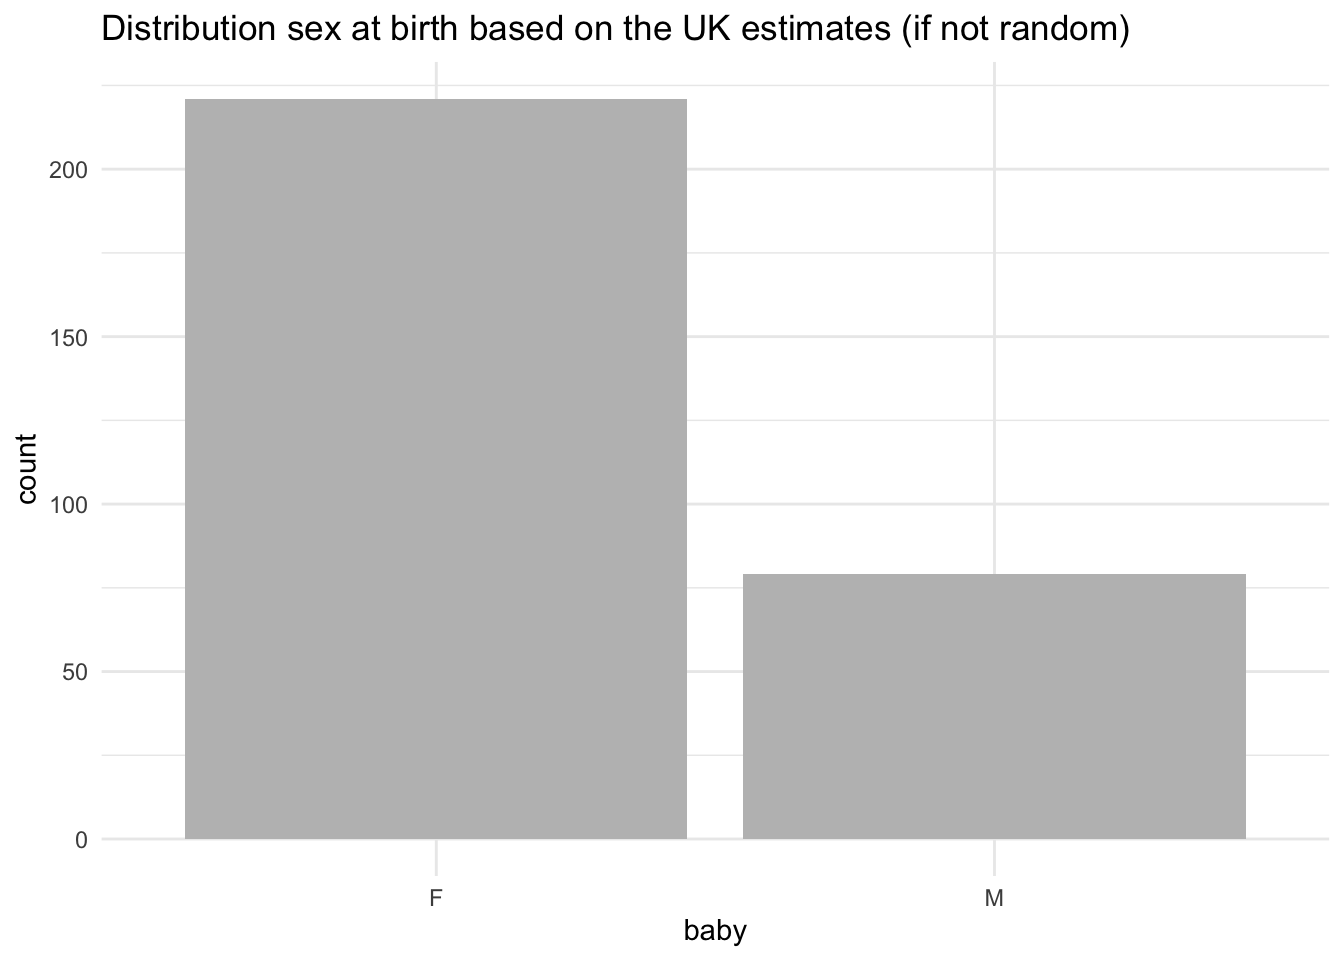 Distribution sex at birth based on the UK estimates (if not random)
200
150
100
50
0
count
F
M
baby